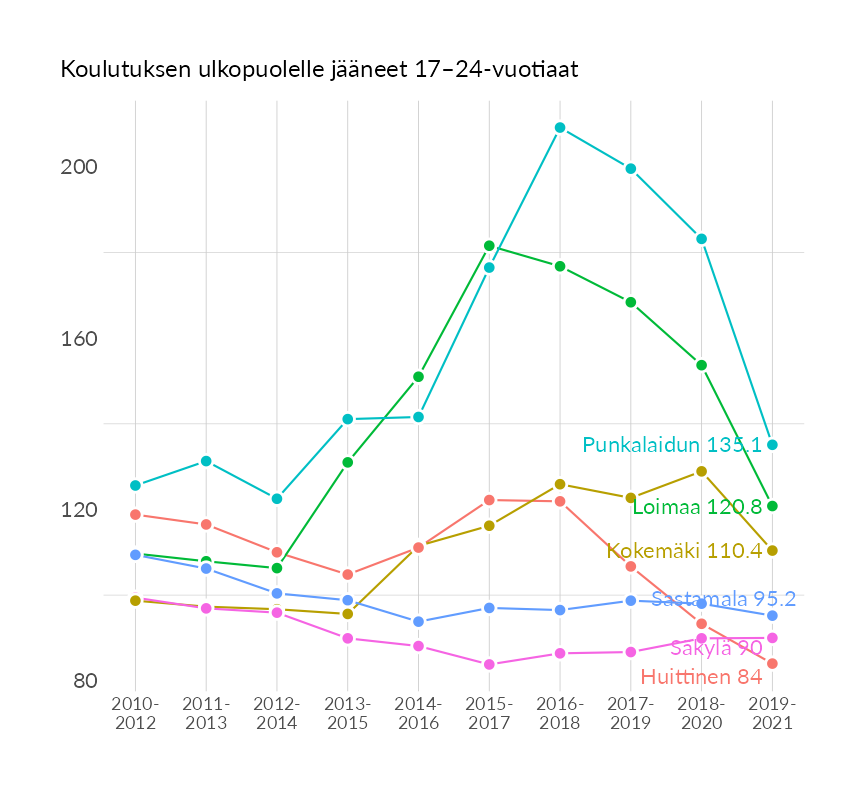 Koulutuksen ulkopuolelle jääneet 17–24-vuotiaat
200
160
120
80
Punkalaidun 135.1
Loimaa 120.8
Kokemäki 110.4
Sastamala 95.2
Säkylä 90
Huittinen 84
2010- 2011- 2012- 2013- 2014- 2015- 2016- 2017- 2018- 2019-
2012 2013 2014 2015 2016 2017 2018 2019 2020 2021